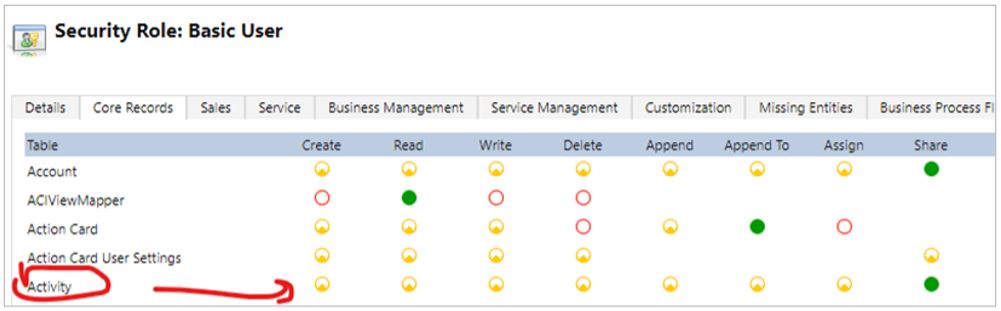 Security Role: Basic User
Details Core Records Sales Service Business Management Service Management Customization Missing Entities Business Process Fl
Table Create Read Write Delete Append Append To Assign Share
Account
ACIViewMapper
Action Card
Action Card User Settings
Activity